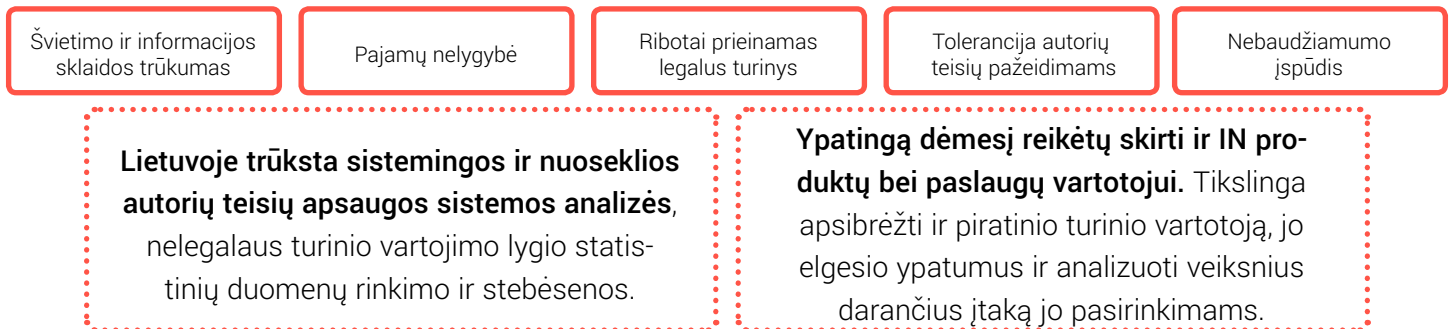 Švietimo ir informacijos
sklaidos trūkumas
Pajamų nelygybė
Ribotai prieinamas
legalus turinys
Tolerancija autorių
teisių pažeidimams
Nebaudžiamumo
įspūdis
Lietuvoje trūksta sistemingos ir nuoseklios
autorių teisių apsaugos sistemos analizės,
nelegalaus turinio vartojimo lygio statis-
tinių duomenų rinkimo ir stebėsenos.
Ypatingą dėmesį reikėtų skirti ir IN pro-
duktų bei paslaugų vartotojui. Tikslinga
apsibrėžti ir piratinio turinio vartotoją, jo
elgesio ypatumus ir analizuoti veiksnius
darančius įtaką jo pasirinkimams.